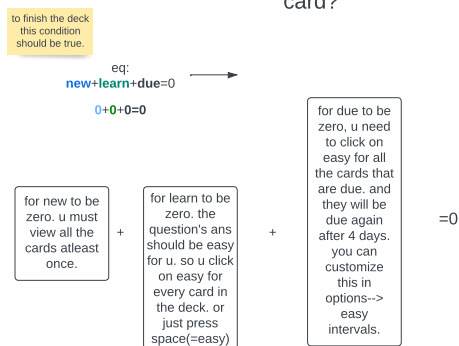 card?
to finish the deck
this condition
should be true.
eq:
new+learn+due=0
0+0+0=0
for new to be
zero. u must
view all the
cards atleast
once.
+
for learn to be
zero. the
question's ans
should be easy
for u. so u click
on easy for
every card in
the deck. or
just press
space(=easy)
+
for due to be
zero, u need
to click on
easy for all
the cards that
are due. and
they will be
due again
after 4 days.
you can
customize
this in
options-->
easy
intervals.
=0